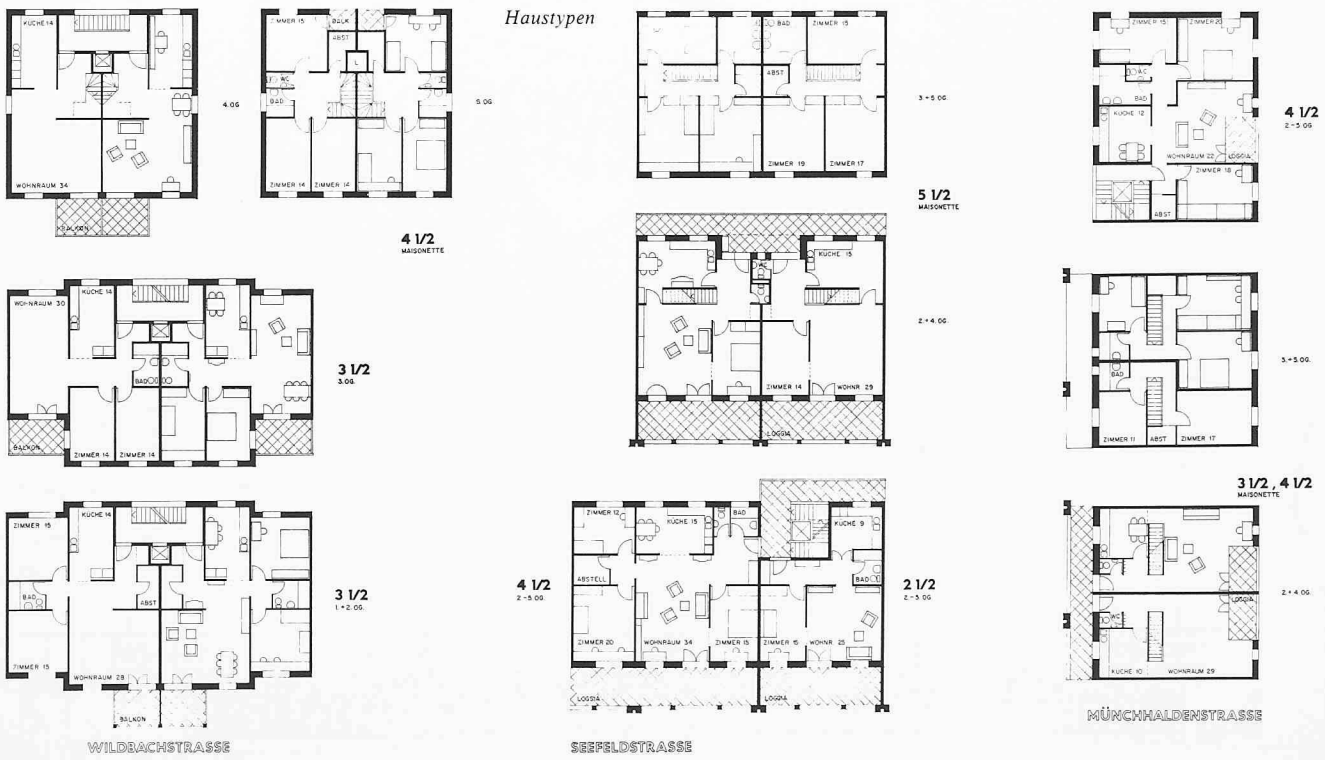 Haustypen
KÜCHE 14
WOHNRAUM 34
BALKON
4.OG
ZIMMER 15
BALK
ABST
L
WC
BAD
ZIMMER 14
ZIMMER 14
5.OG
4 1/2
MAISONETTE
WOHNRAUM 30
KÜCHE 14
BAD
BALKON
ZIMMER 14
ZIMMER 14
3 1/2
3.OG.
ZIMMER 15
KÜCHE 14
BAD
ABST
ZIMMER 15
WOHNRAUM 28
BALKON
3 1/2
1.+2.OG.
WILDBACHSTRASSE
BAD
ZIMMER 15
ABST
ZIMMER 19
ZIMMER 17
3.+5.OG
5 1/2
MAISONETTE
WC
KÜCHE 15
ZIMMER 14
WOHNR 29
LOGGIA
2.+4.OG
ZIMMER 12
KÜCHE 15
BAD
KÜCHE 9
ABSTELL
BAD
ZIMMER 20
WOHNRAUM 34
ZIMMER 15
ZIMMER 15
WOHNR 25
LOGGIA
4 1/2
2.-5.OG
2 1/2
2.-5.OG
SEEFELDSTRASSE
ZIMMER 15
ZIMMER 20
WC
BAD
KÜCHE 12
WOHNRAUM 22
LOGGIA
ZIMMER 18
ABST
4 1/2
2.-5.OG
BAD
ZIMMER 11
ABST
ZIMMER 17
3.+5.OG.
3 1/2, 4 1/2
MAISONETTE
LOGGIA
WC
KÜCHE 10
WOHNRAUM 29
2.+4.OG
MÜNCHHALDENSTRASSE